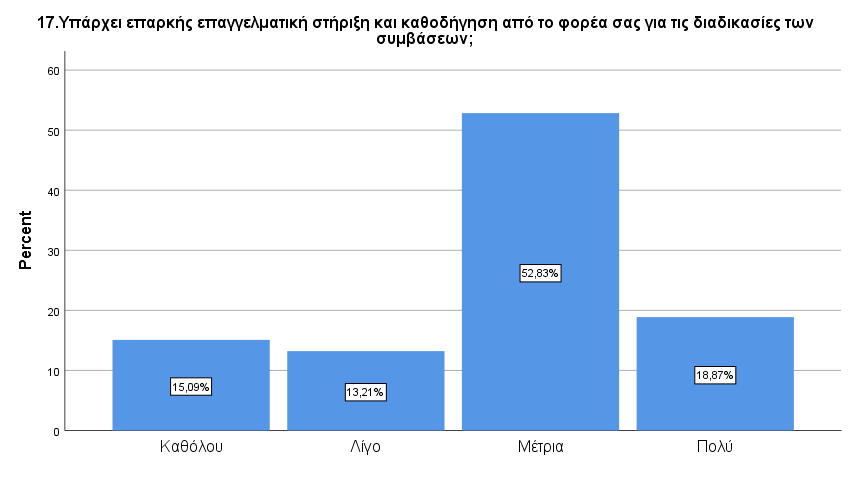 17.Υπάρχει επαρκής επαγγελματική στήριξη και καθοδήγηση από το φορέα σας για τις διαδικασίες των
συμβάσεων;
Percent
60
50
40
30
20
10
0
15,09%
13,21%
52,83%
18,87%
Καθόλου
Λίγο
Μέτρια
Πολύ